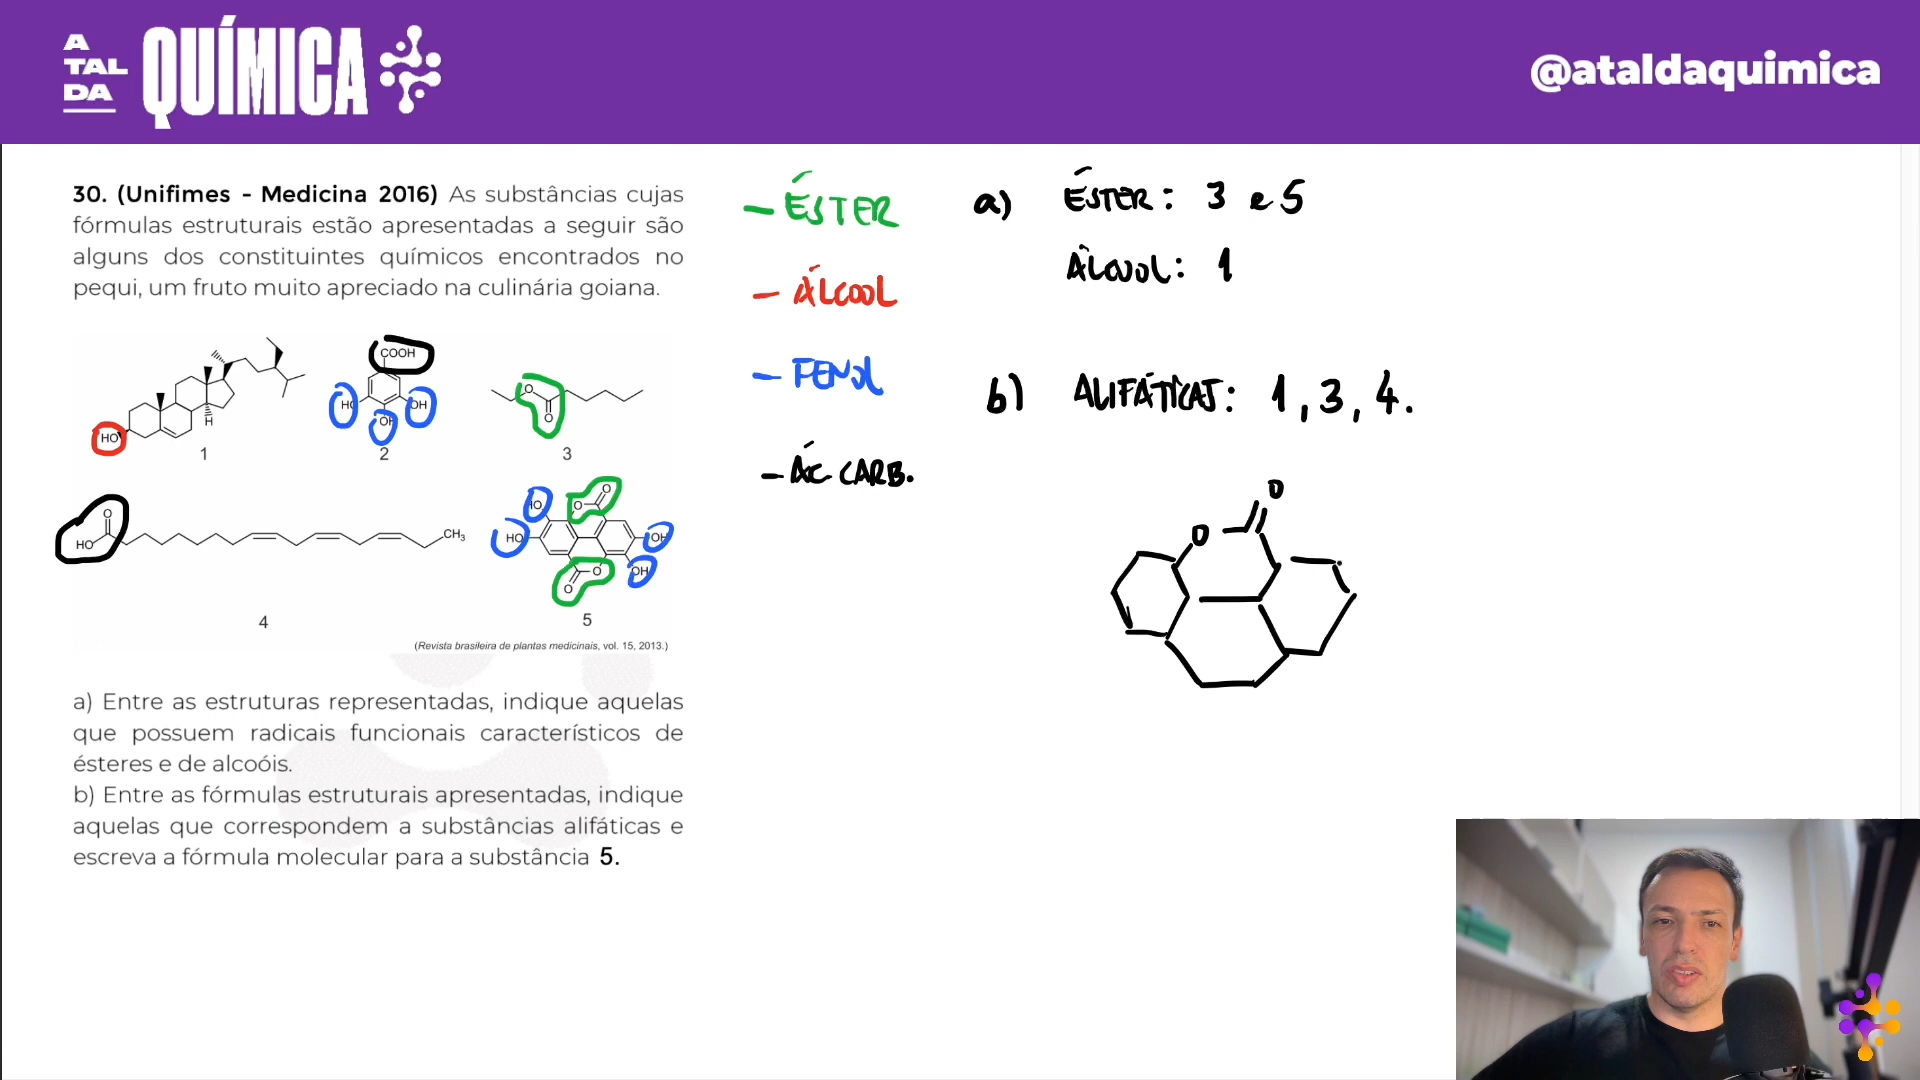 A TAL DA QUÍMICA
@ataldaquimica
30. (Unifimes - Medicina 2016) As substâncias cujas
fórmulas estruturais estão apresentadas a seguir são
alguns dos constituintes químicos encontrados no
pequi, um fruto muito apreciado na culinária goiana.
HO
H
1
COOH
HO
OH
OH
2
O
O
3
O
HO
CH₃
4
HO
HO
O
O
O
O
OH
OH
5
(Revista brasileira de plantas medicinais, vol. 15, 2013.)
a) Entre as estruturas representadas, indique aquelas
que possuem radicais funcionais característicos de
ésteres e de alcoóis.
b) Entre as fórmulas estruturais apresentadas, indique
aquelas que correspondem a substâncias alifáticas e
escreva a fórmula molecular para a substância 5.
- ÉSTER
- ÁLCOOL
- FENOL
- ÁC CARB.
a) ÉSTER: 3 e 5
ÁLCOOL: 1
b) ALIFÁTICAS: 1, 3, 4.
O
O